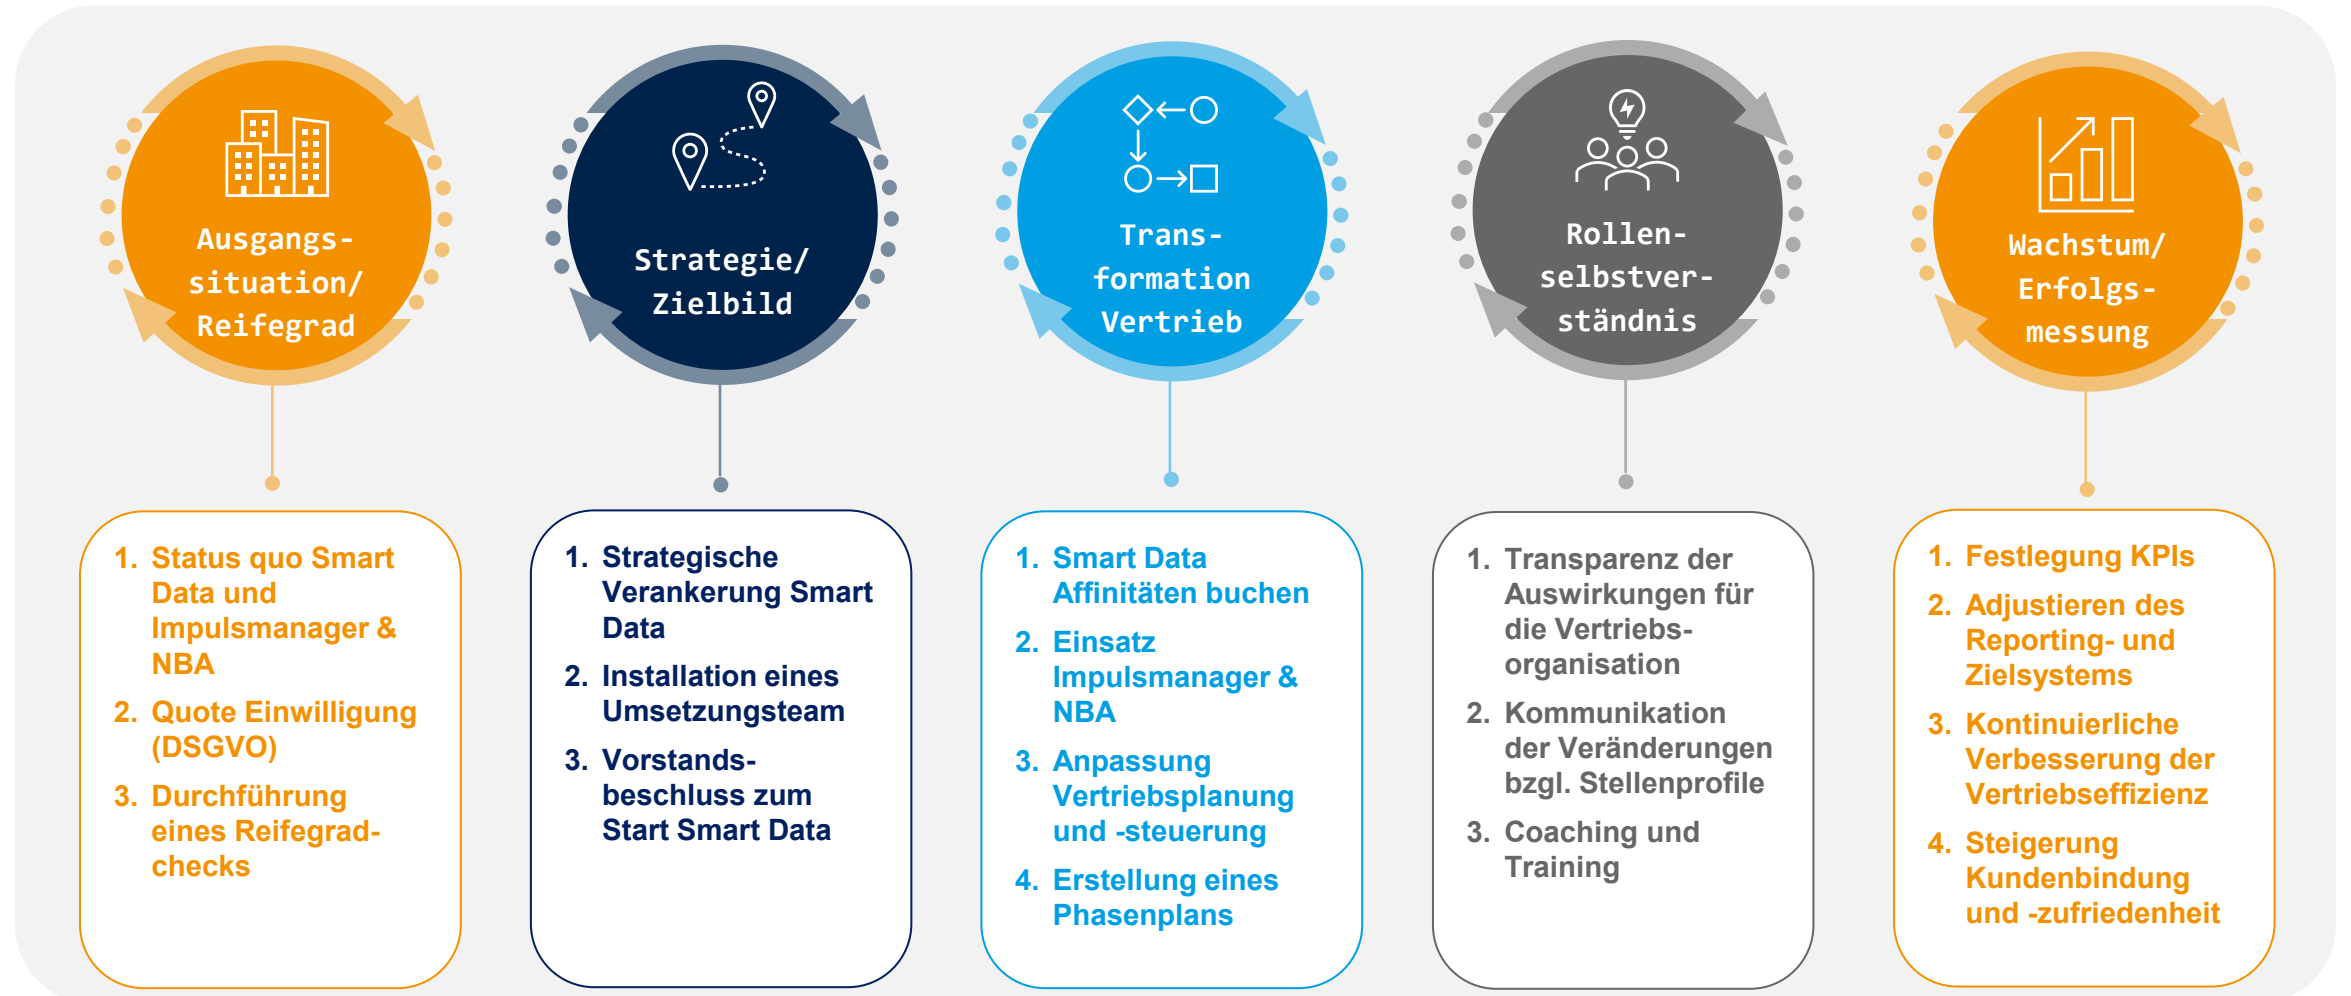 Ausgangs-
situation/
Reifegrad
Strategie/
Zielbild
Trans-
formation
Vertrieb
Rollen-
selbstver-
ständnis
Wachstum/
Erfolgs-
messung
1. Status quo Smart
Data und
Impulsmanager &
NBA
2. Quote Einwilligung
(DSGVO)
3. Durchführung
eines Reifegrad-
checks
1. Strategische
Verankerung Smart
Data
2. Installation eines
Umsetzungsteam
3. Vorstands-
beschluss zum
Start Smart Data
1. Smart Data
Affinitäten buchen
2. Einsatz
Impulsmanager &
NBA
3. Anpassung
Vertriebsplanung
und -steuerung
4. Erstellung eines
Phasenplans
1. Transparenz der
Auswirkungen für
die Vertriebs-
organisation
2. Kommunikation
der Veränderungen
bzgl. Stellenprofile
3. Coaching und
Training
1. Festlegung KPIs
2. Adjustieren des
Reporting- und
Zielsystems
3. Kontinuierliche
Verbesserung der
Vertriebseffizienz
4. Steigerung
Kundenbindung
und -zufriedenheit